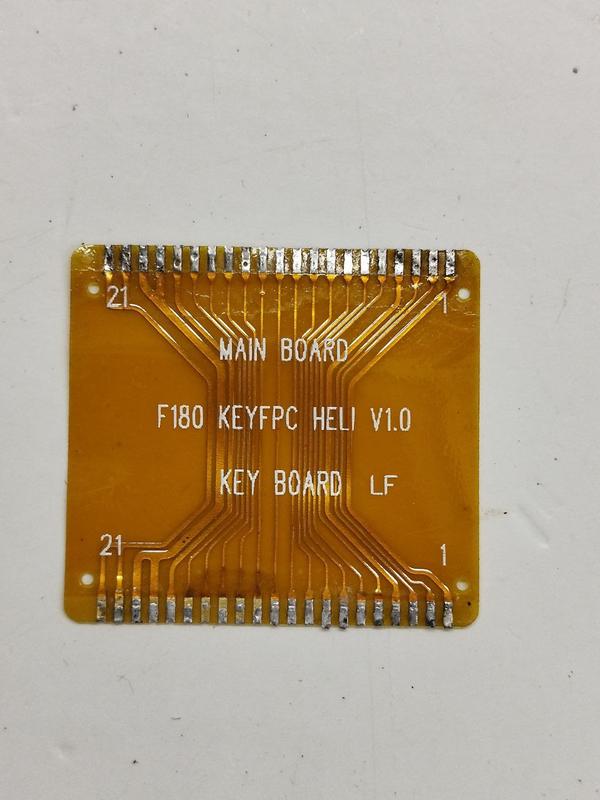 21 1
MAIN BOARD
F180 KEYFPC HELI V1.0
KEY BOARD LF
21 1